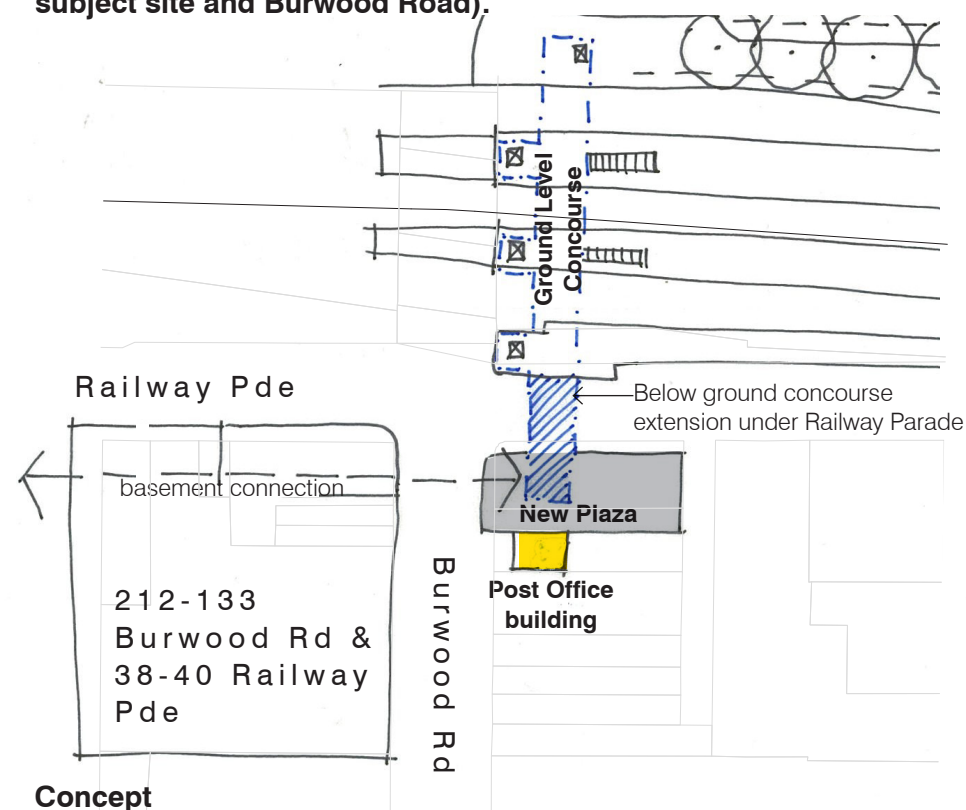 subject site and Burwood Road).
Ground Level
Concourse
Railway Pde
Below ground concourse
extension under Railway Parade
basement connection
New Plaza
Post Office
building
212-133
Burwood Rd &
38-40 Railway
Pde
Burwood Rd
Concept